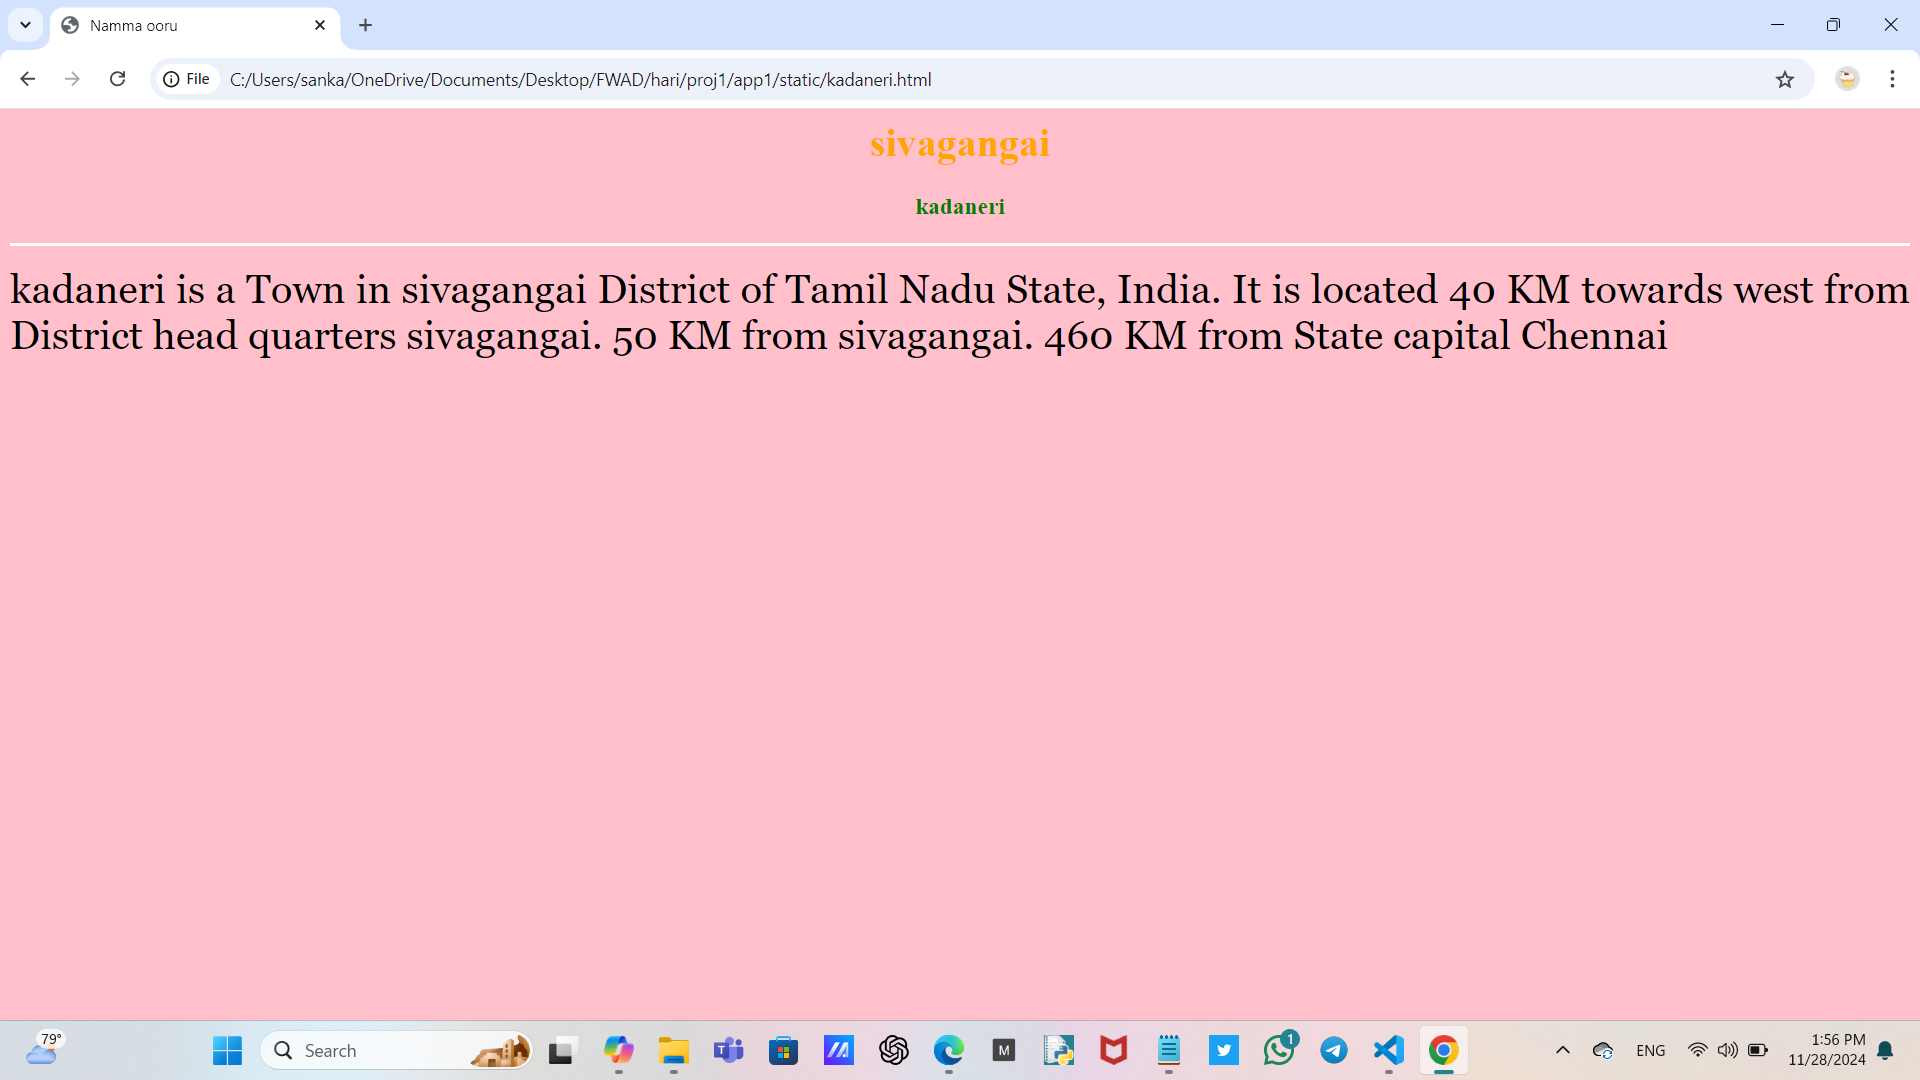 Namma ooru
File
C:/Users/sanka/OneDrive/Documents/Desktop/FWAD/hari/proj1/app1/static/kadaneri.html
sivagangai
kadaneri
kadaneri is a Town in sivagangai District of Tamil Nadu State, India. It is located 40 KM towards west from
District head quarters sivagangai. 50 KM from sivagangai. 460 KM from State capital Chennai
79°
Search
M
1
ENG
1:56 PM
11/28/2024